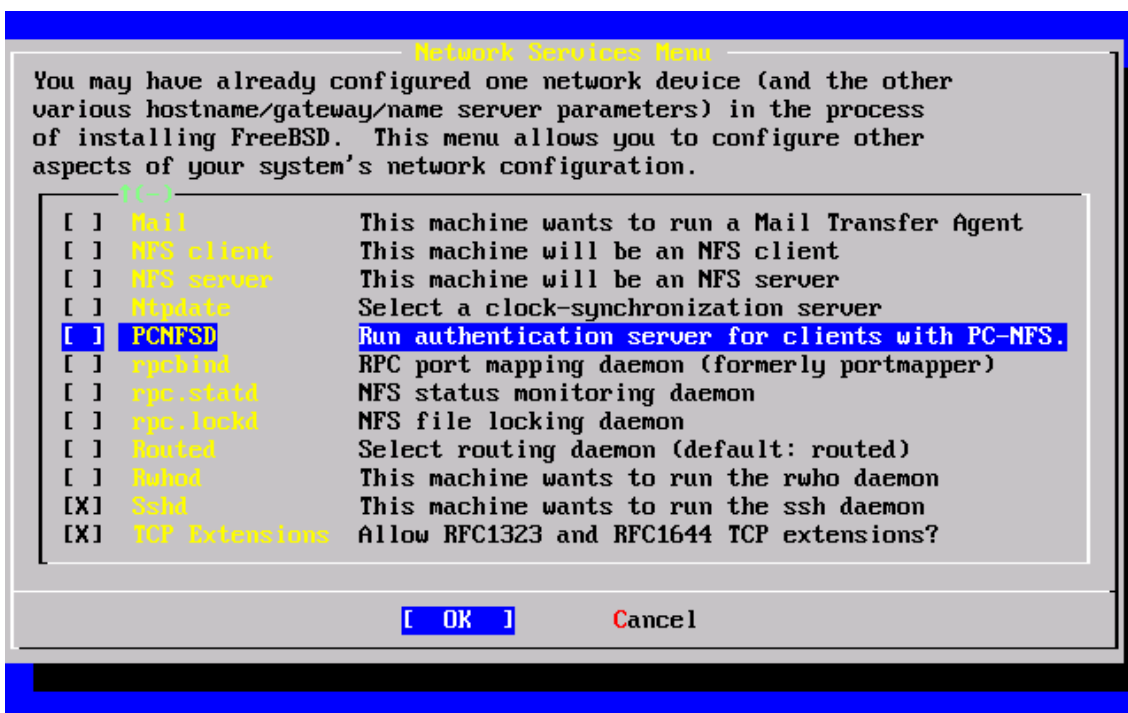 Network Services Menu
You may have already configured one network device (and the other
various hostname/gateway/name server parameters) in the process
of installing FreeBSD.  This menu allows you to configure other
aspects of your system's network configuration.
↑(-)
[ ] Mail This machine wants to run a Mail Transfer Agent
[ ] NFS client This machine will be an NFS client
[ ] NFS server This machine will be an NFS server
[ ] Ntpdate Select a clock-synchronization server
[ ] PCNFSD Run authentication server for clients with PC-NFS.
[ ] rpcbind RPC port mapping daemon (formerly portmapper)
[ ] rpc.statd NFS status monitoring daemon
[ ] rpc.lockd NFS file locking daemon
[ ] Routed Select routing daemon (default: routed)
[ ] Rwhod This machine wants to run the rwho daemon
[X] Sshd This machine wants to run the ssh daemon
[X] TCP Extensions Allow RFC1323 and RFC1644 TCP extensions?
[ OK ] Cancel